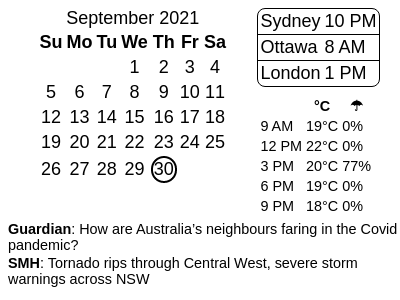 September 2021
Su Mo Tu We Th Fr Sa
1 2 3 4
5 6 7 8 9 10 11
12 13 14 15 16 17 18
19 20 21 22 23 24 25
26 27 28 29 30
Sydney 10 PM
Ottawa 8 AM
London 1 PM
°C ☂
9 AM 19°C 0%
12 PM 22°C 0%
3 PM 20°C 77%
6 PM 19°C 0%
9 PM 18°C 0%
Guardian: How are Australia’s neighbours faring in the Covid
pandemic?
SMH: Tornado rips through Central West, severe storm
warnings across NSW